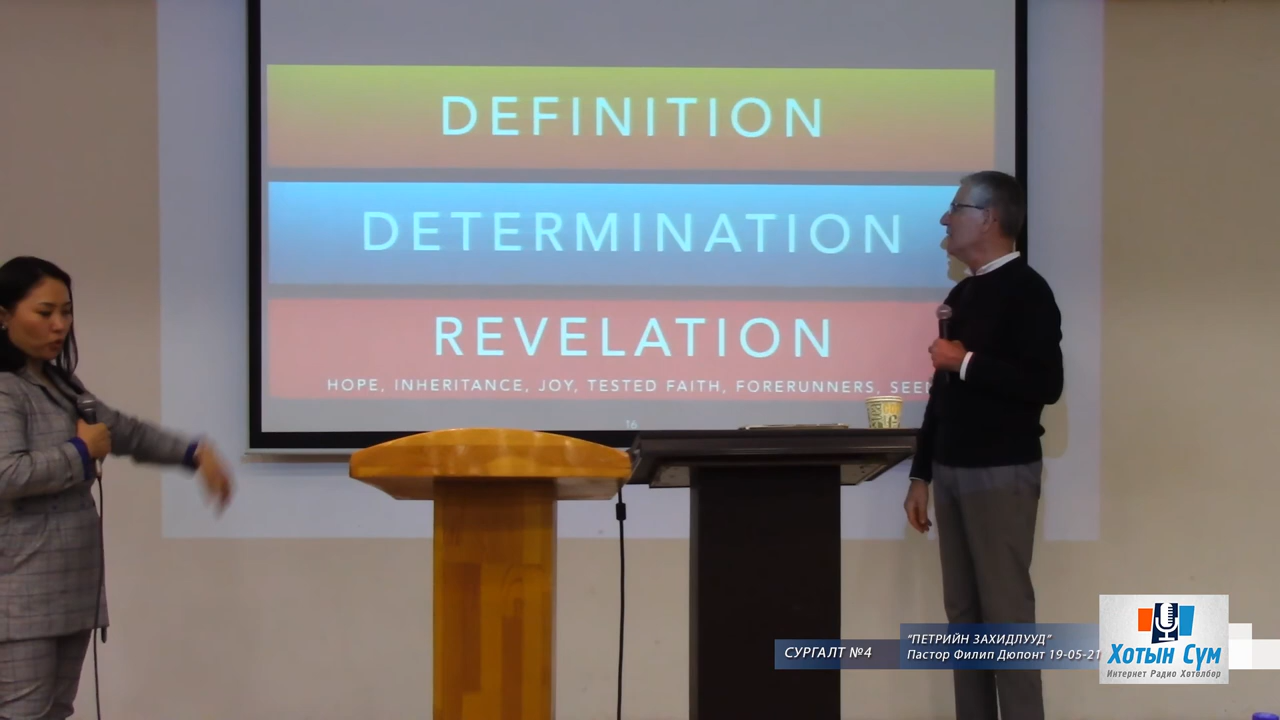 DEFINITION
DETERMINATION
REVELATION
HOPE, INHERITANCE, JOY, TESTED FAITH, FORERUNNERS,
16
СУРГАЛТ №4
"ПЕТРИЙН ЗАХИДЛУУД"
Пастор Филип Дюпонт 19-05-21
Хотын Сүм
Интернет Радио Хөтөлбөр